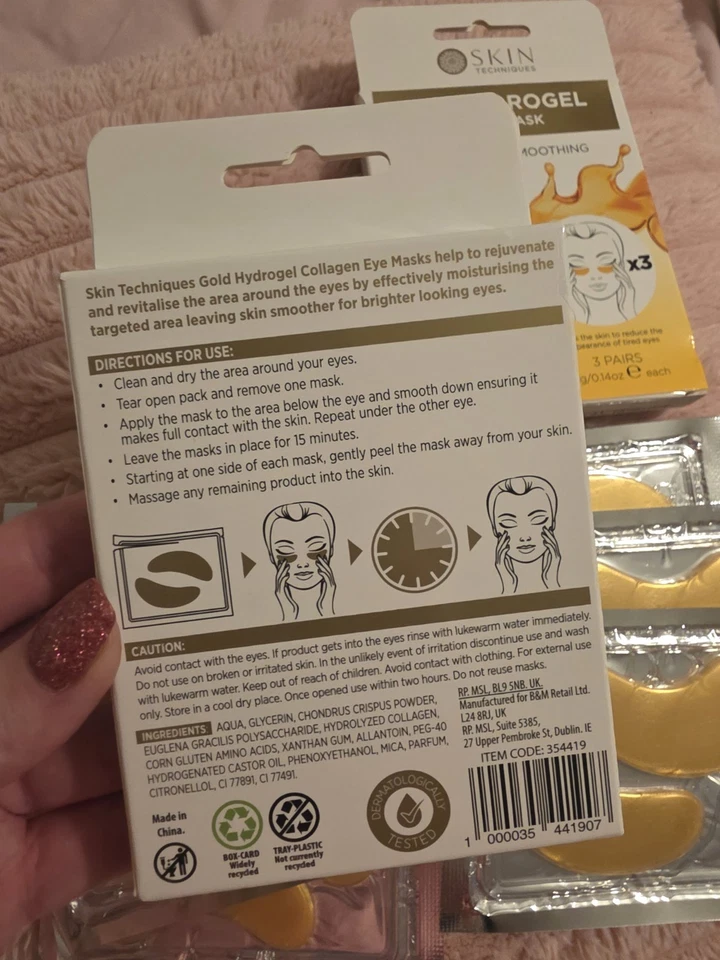 SKIN
TECHNIQUES
ROGEL
ASK
MOOTHING
x3
the skin to reduce the
pearance of tired eyes
3 PAIRS
g/0.14oz e each
Skin Techniques Gold Hydrogel Collagen Eye Masks help to rejuvenate
and revitalise the area around the eyes by effectively moisturising the
targeted area leaving skin smoother for brighter looking eyes.
DIRECTIONS FOR USE:
• Clean and dry the area around your eyes.
• Tear open pack and remove one mask.
• Apply the mask to the area below the eye and smooth down ensuring it
makes full contact with the skin. Repeat under the other eye.
• Leave the masks in place for 15 minutes.
• Starting at one side of each mask, gently peel the mask away from your skin.
• Massage any remaining product into the skin.
CAUTION:
Avoid contact with the eyes. If product gets into the eyes rinse with lukewarm water immediately.
Do not use on broken or irritated skin. In the unlikely event of irritation discontinue use and wash
with lukewarm water. Keep out of reach of children. Avoid contact with clothing. For external use
only. Store in a cool dry place. Once opened use within two hours. Do not reuse masks.
INGREDIENTS: AQUA, GLYCERIN, CHONDRUS CRISPUS POWDER,
EUGLENA GRACILIS POLYSACCHARIDE, HYDROLYZED COLLAGEN,
CORN GLUTEN AMINO ACIDS, XANTHAN GUM, ALLANTOIN, PEG-40
HYDROGENATED CASTOR OIL, PHENOXYETHANOL, MICA, PARFUM,
CITRONELLOL, CI 77891, CI 77491.
RP. MSL, BL9 5NB. UK.
Manufactured for B&M Retail Ltd.
L24 8RJ, UK
RP. MSL, Suite 5385,
27 Upper Pembroke St, Dublin. IE
ITEM CODE: 354419
1 000035 441907
Made in
China.
BOX-CARD
Widely
recycled
TRAY-PLASTIC
Not currently
recycled
DERMATOLOGICALLY
TESTED